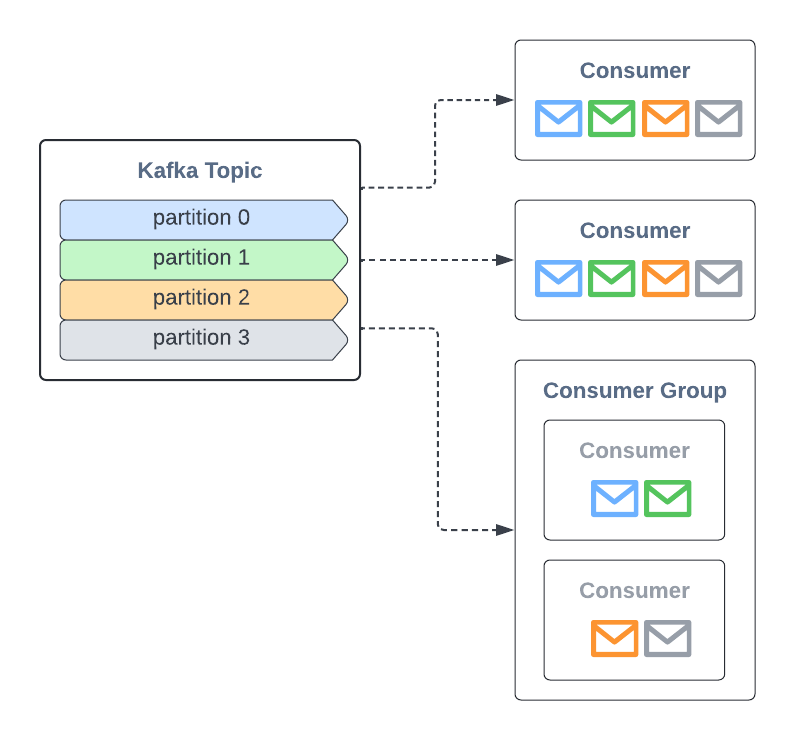 Kafka Topic
partition 0
partition 1
partition 2
partition 3
Consumer
Consumer
Consumer Group
Consumer
Consumer